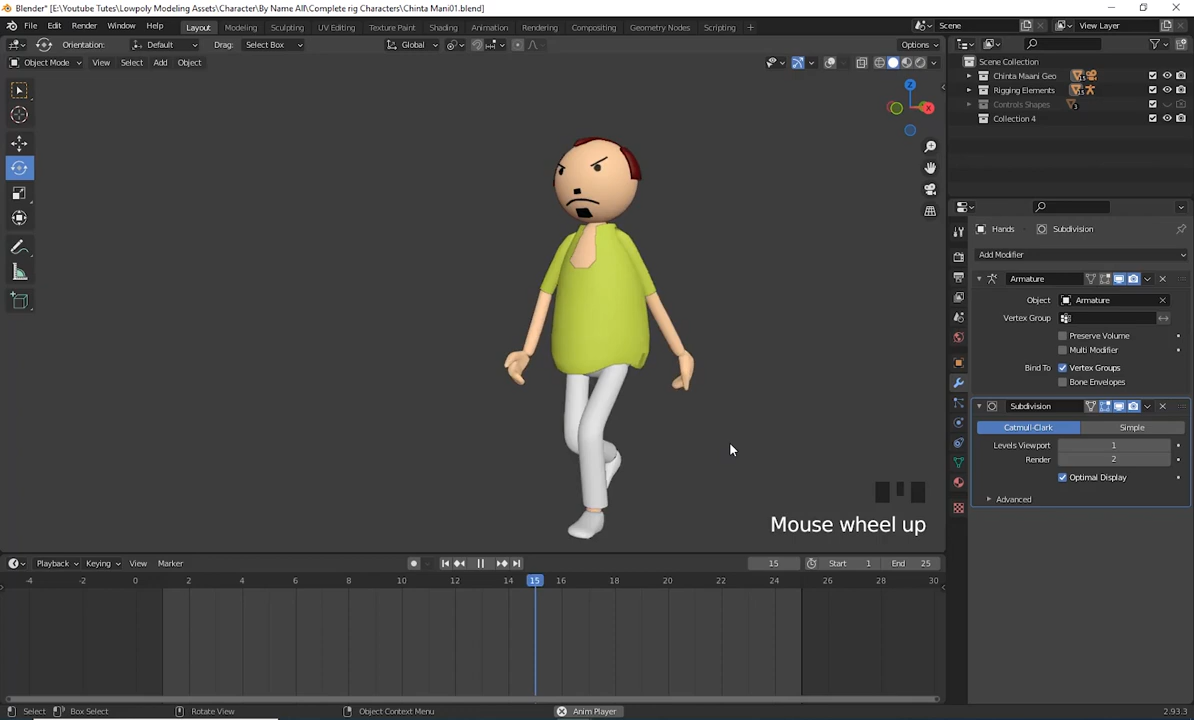 Blender* [E:\Youtube Tutes\Lowpoly Modeling Assets\Character\By Name All\Complete rig Characters\Chinta Mani01.blend]
File Edit Render Window Help Layout Modeling Sculpting UV Editing Texture Paint Shading Animation Rendering Compositing Geometry Nodes Scripting + Scene View Layer
Orientation: Default Drag: Select Box Global Options
Object Mode View Select Add Object
Scene Collection
Chinta Maani Geo
Rigging Elements
Controls Shapes
Collection 4
Z
X
Hands Subdivision
Add Modifier
Armature
Object Armature
Vertex Group
Preserve Volume
Multi Modifier
Bind To Vertex Groups
Bone Envelopes
Subdivision
Catmull-Clark Simple
Levels Viewport 1
Render 2
Optimal Display
Advanced
Mouse wheel up
Playback Keying View Marker 15 Start 1 End 25
-4 -2 0 2 4 6 8 10 12 14 15 16 18 20 22 24 26 28 30
Select Box Select Rotate View Object Context Menu Anim Player 2.93.3